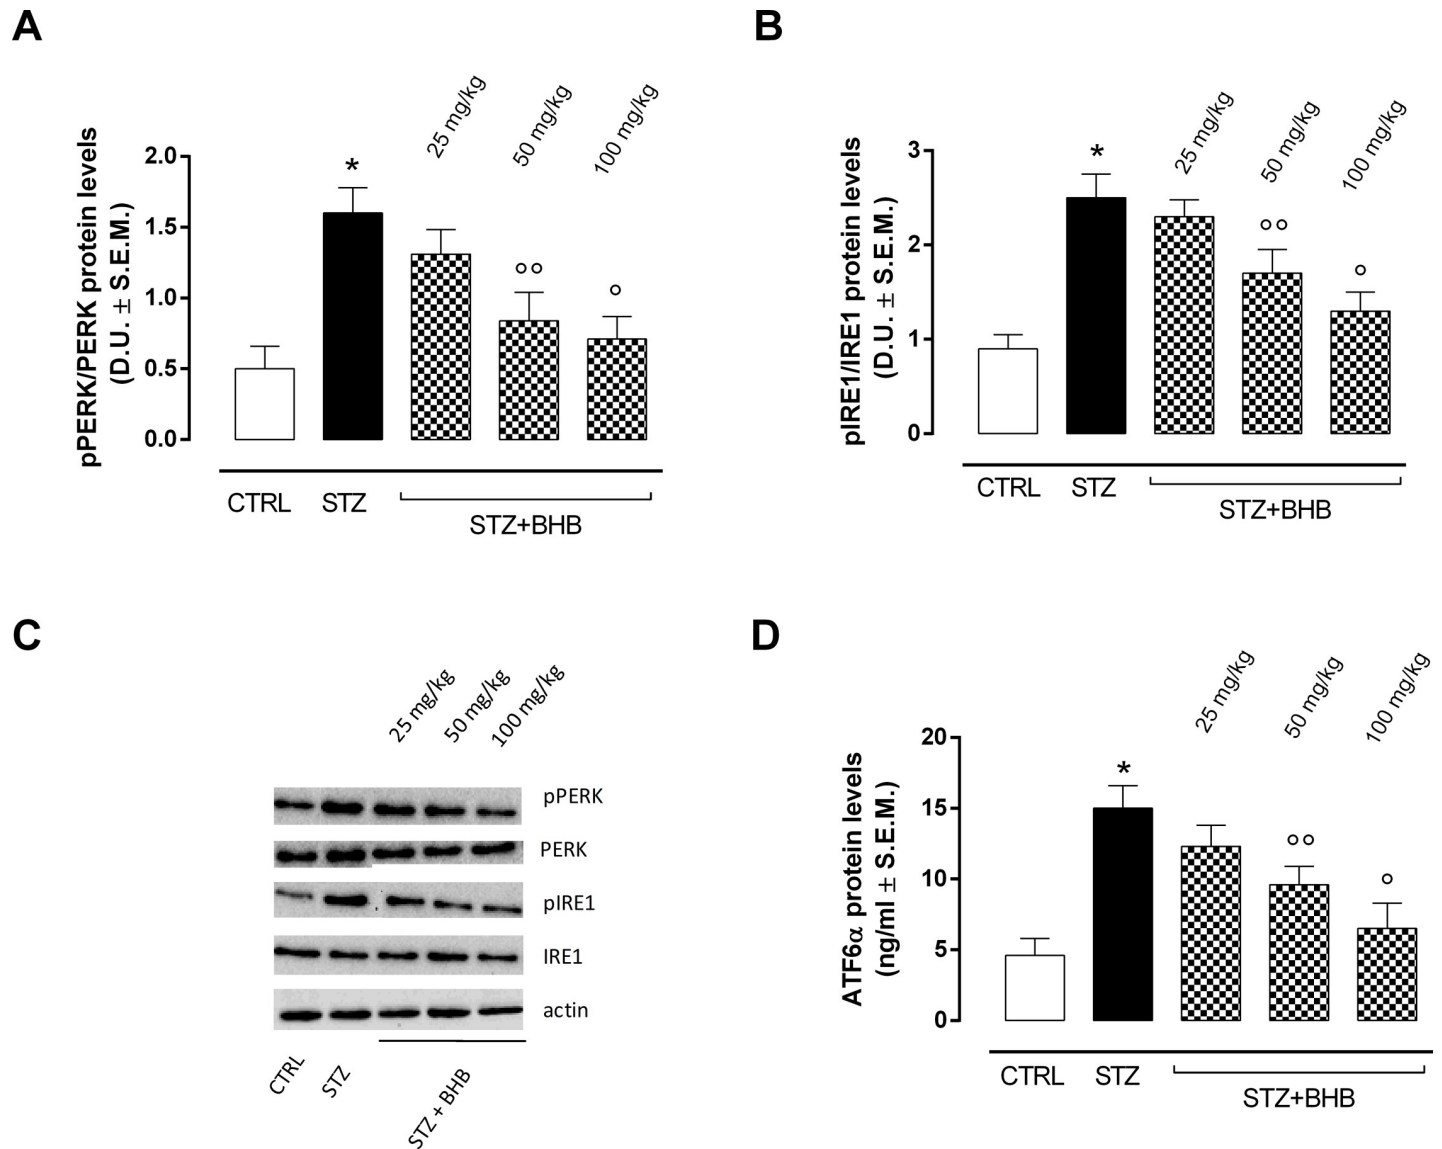 A
pPERK/PERK protein levels
(D.U. ± S.E.M.)
2.0
1.5
1.0
0.5
0.0
*
25 mg/kg
50 mg/kg
100 mg/kg
°°
°
CTRL
STZ
STZ+BHB
B
pIRE1/IRE1 protein levels
(D.U. ± S.E.M.)
3
2
1
0
*
25 mg/kg
50 mg/kg
100 mg/kg
°°
°
CTRL
STZ
STZ+BHB
C
25 mg/kg
50 mg/kg
100 mg/kg
pPERK
PERK
pIRE1
IRE1
actin
CTRL
STZ
STZ + BHB
D
ATF6α protein levels
(ng/ml ± S.E.M.)
20
15
10
5
0
*
25 mg/kg
50 mg/kg
100 mg/kg
°°
°
CTRL
STZ
STZ+BHB